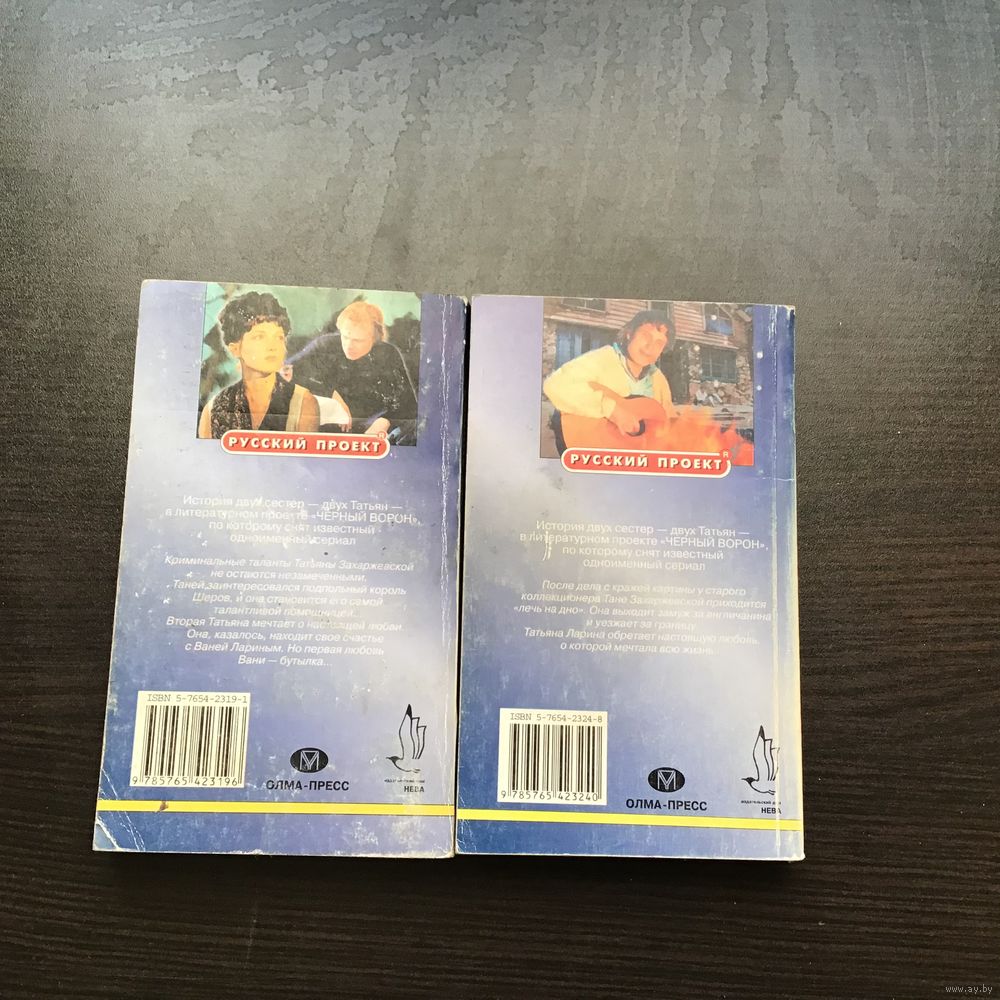 РУССКИЙ ПРОЕКТ
®
История двух сестер — двух Татьян —
в литературном проекте «ЧЕРНЫЙ ВОРОН»,
по которому снят известный
одноименный сериал
Криминальные таланты Татьяны Захаржевской
не остаются незамеченными.
Таней заинтересовался подпольный король
Шеров, и она становится его самой
талантливой помощницей...
Вторая Татьяна мечтает о настоящей любви.
Она, казалось, находит свое счастье
с Ваней Лариным. Но первая любовь
Вани — бутылка...
ISBN 5-7654-2319-1
9 785765 423196
ОЛМА-ПРЕСС
НЕВА
РУССКИЙ ПРОЕКТ
®
История двух сестер — двух Татьян —
в литературном проекте «ЧЕРНЫЙ ВОРОН»,
по которому снят известный
одноименный сериал
После дела с кражей картины у старого
коллекционера Тане Захаржевской приходится
«лечь на дно». Она выходит замуж за англичанина
и уезжает за границу.
Татьяна Ларина обретает настоящую любовь,
о которой мечтала всю жизнь
ISBN 5-7654-2324-8
9 785765 423240
ОЛМА-ПРЕСС
издательский дом
НЕВА
www.ay.by